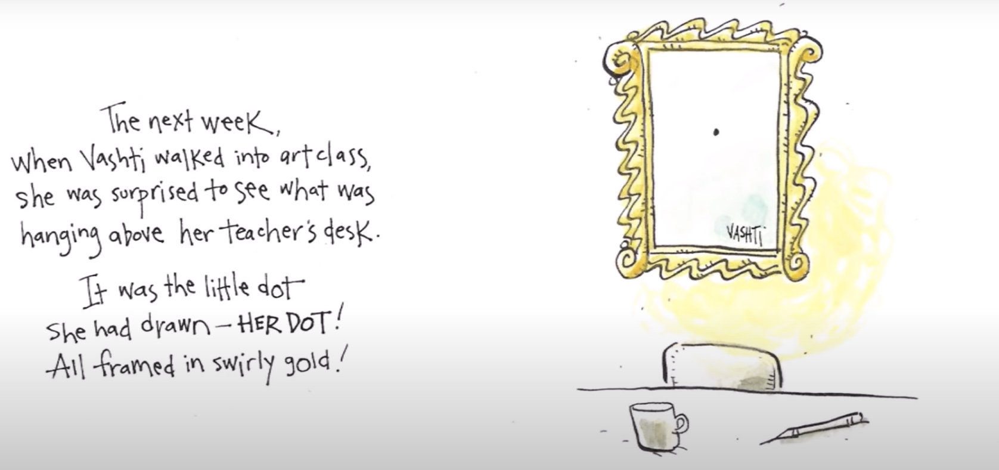 The next week,
when Vashti walked into art class,
she was surprised to see what was
hanging above her teacher's desk.
It was the little dot
She had drawn – HER DOT!
All framed in swirly gold!
VASHTi